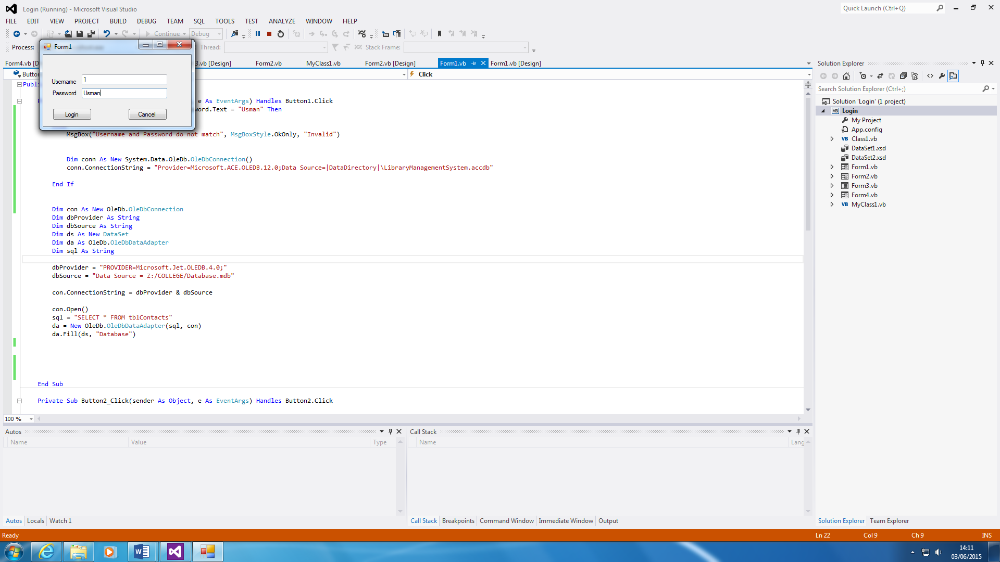 Login (Running) - Microsoft Visual Studio
Quick Launch (Ctrl+Q)
FILE EDIT VIEW PROJECT BUILD DEBUG TEAM SQL TOOLS TEST ANALYZE WINDOW HELP
Continue Debug
Process: Thread: Stack Frame:
Form1
Username 1
Password Usman
Login Cancel
Form4.vb [D 3.vb [Design] Form2.vb MyClass1.vb Form2.vb [Design] Form1.vb Form1.vb [Design]
Button Click
Publi
e As EventArgs) Handles Button1.Click
word.Text = "Usman" Then
MsgBox("Username and Password do not match", MsgBoxStyle.OkOnly, "Invalid")
Dim conn As New System.Data.OleDb.OleDbConnection()
conn.ConnectionString = "Provider=Microsoft.ACE.OLEDB.12.0;Data Source=|DataDirectory|\LibraryManagementSystem.accdb"
End If
Dim con As New OleDb.OleDbConnection
Dim dbProvider As String
Dim dbSource As String
Dim ds As New DataSet
Dim da As OleDb.OleDbDataAdapter
Dim sql As String
dbProvider = "PROVIDER=Microsoft.Jet.OLEDB.4.0;"
dbSource = "Data Source = Z:/COLLEGE/Database.mdb"
con.ConnectionString = dbProvider & dbSource
con.Open()
sql = "SELECT * FROM tblContacts"
da = New OleDb.OleDbDataAdapter(sql, con)
da.Fill(ds, "Database")
End Sub
Private Sub Button2_Click(sender As Object, e As EventArgs) Handles Button2.Click
100 %
Solution Explorer
Search Solution Explorer (Ctrl+;)
Solution 'Login' (1 project)
VB Login
My Project
App.config
VB Class1.vb
DataSet1.xsd
DataSet2.xsd
Form1.vb
Form2.vb
Form3.vb
Form4.vb
VB MyClass1.vb
Autos
Name Value Type
Call Stack
Name Lang
Autos Locals Watch 1
Call Stack Breakpoints Command Window Immediate Window Output
Solution Explorer Team Explorer
Ready Ln 22 Col 9 Ch 9 INS
14:11
03/06/2015